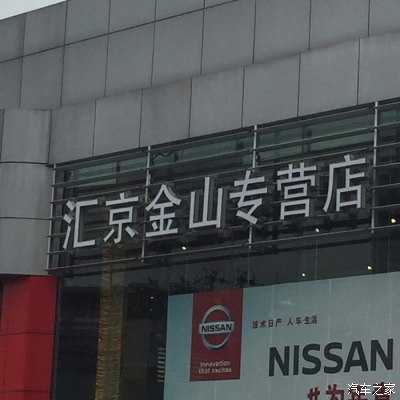 汇京金山专营店
NISSAN
Innovation
that excites
技术日产 人·车·生活
NISSAN
#为
汽车之家